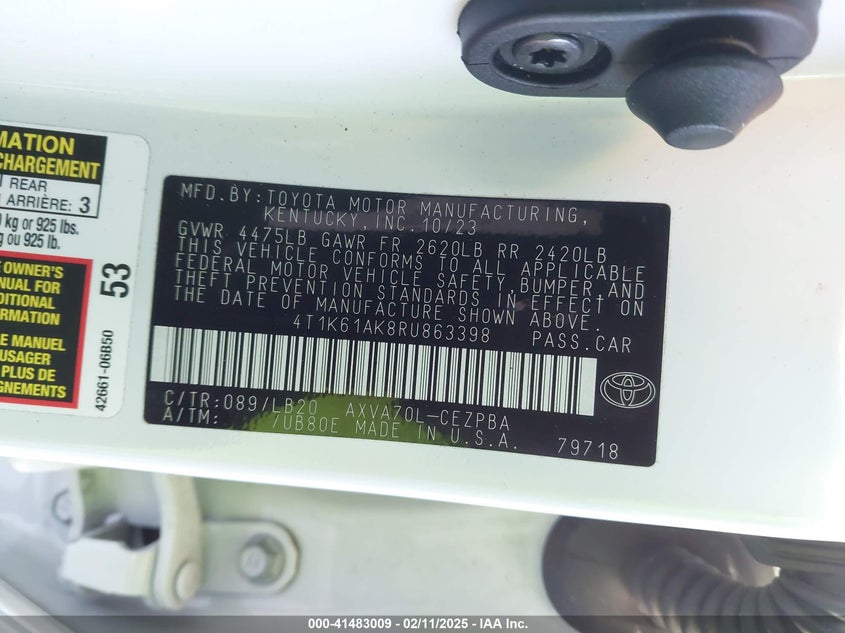 MATION
CHARGEMENT
REAR
ARRIÈRE: 3
kg or 925 lbs.
ou 925 lb.
OWNER'S
NUAL FOR
DITIONAL
ORMATION
E MANUEL
USAGER
PLUS DE
GNEMENTS
53
42661-06B50
MFD. BY: TOYOTA MOTOR MANUFACTURING,
KENTUCKY, INC. 10/23
GVWR 4475LB GAWR FR 2620LB RR 2420LB
THIS VEHICLE CONFORMS TO ALL APPLICABLE
FEDERAL MOTOR VEHICLE SAFETY, BUMPER, AND
THEFT PREVENTION STANDARDS IN EFFECT ON
THE DATE OF MANUFACTURE SHOWN ABOVE.
4T1K61AK8RU863398 PASS.CAR
C/TR: 089/LB20 AXVA70L-CEZPBA
A/TM: /UB80E MADE IN U.S.A. 79718
000-41483009 - 02/11/2025 - IAA Inc.